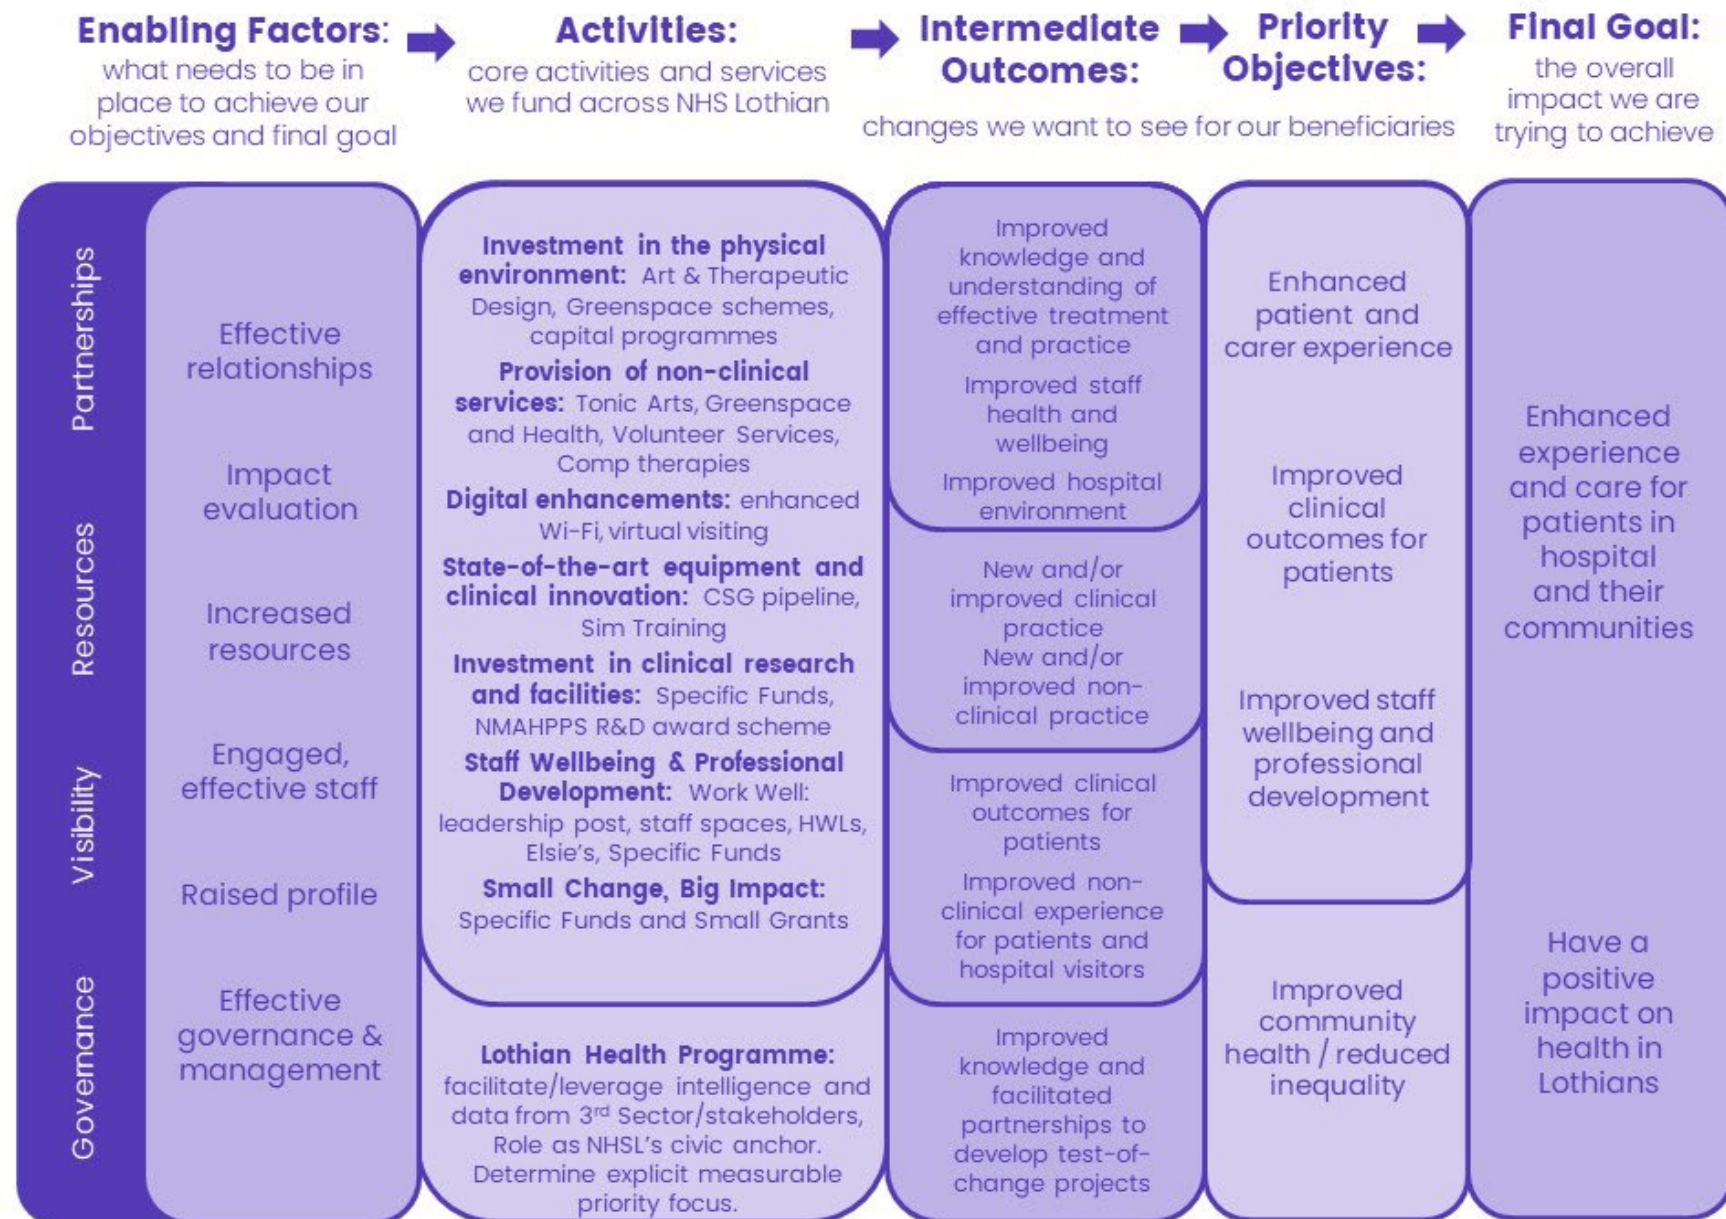 Enabling Factors:
what needs to be in
place to achieve our
objectives and final goal
Activities:
core activities and services
we fund across NHS Lothian
Intermediate
Outcomes:
Priority
Objectives:
changes we want to see for our beneficiaries
Final Goal:
the overall
impact we are
trying to achieve
Partnerships
Resources
Visibility
Governance
Effective
relationships
Impact
evaluation
Increased
resources
Engaged,
effective staff
Raised profile
Effective
governance &
management
Investment in the physical
environment: Art & Therapeutic
Design, Greenspace schemes,
capital programmes
Provision of non-clinical
services: Tonic Arts, Greenspace
and Health, Volunteer Services,
Comp therapies
Digital enhancements: enhanced
Wi-Fi, virtual visiting
State-of-the-art equipment and
clinical innovation: CSG pipeline,
Sim Training
Investment in clinical research
and facilities: Specific Funds,
NMAHPPS R&D award scheme
Staff Wellbeing & Professional
Development: Work Well:
leadership post, staff spaces, HWLs,
Elsie's, Specific Funds
Small Change, Big Impact:
Specific Funds and Small Grants
Lothian Health Programme:
facilitate/leverage intelligence and
data from 3rd Sector/stakeholders,
Role as NHSL's civic anchor.
Determine explicit measurable
priority focus.
Improved
knowledge and
understanding of
effective treatment
and practice
Improved staff
health and
wellbeing
Improved hospital
environment
New and/or
improved clinical
practice
New and/or
improved non-
clinical practice
Improved clinical
outcomes for
patients
Improved non-
clinical experience
for patients and
hospital visitors
Improved
knowledge and
facilitated
partnerships to
develop test-of-
change projects
Enhanced
patient and
carer experience
Improved
clinical
outcomes for
patients
Improved staff
wellbeing and
professional
development
Improved
community
health / reduced
inequality
Enhanced
experience
and care for
patients in
hospital
and their
communities
Have a
positive
impact on
health in
Lothians